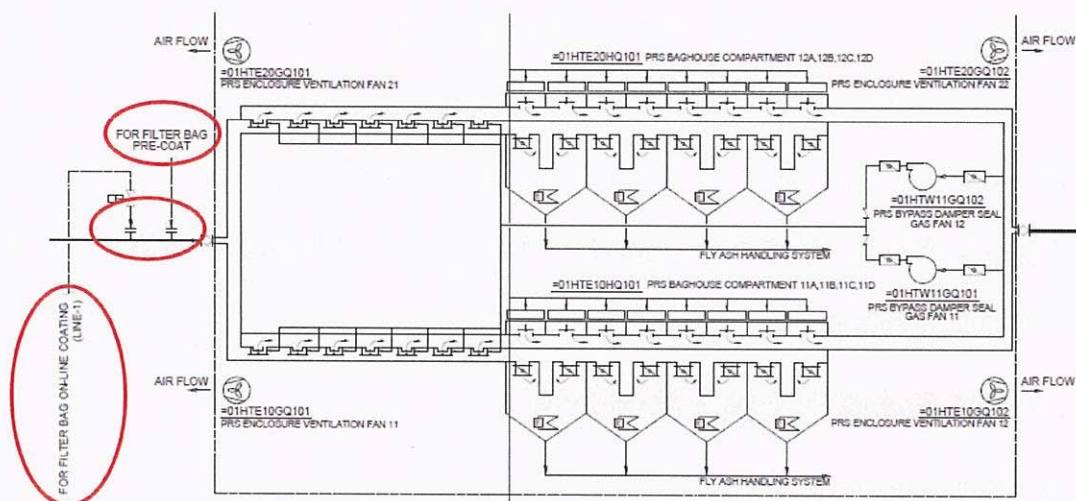 AIR FLOW
=01HTE20GQ101
PRS ENCLOSURE VENTILATION FAN 21
=01HTE20HQ101 PRS BAGHOUSE COMPARTMENT 12A,12B,12C,12D
AIR FLOW
=01HTE20GQ102
PRS ENCLOSURE VENTILATION FAN 22
FOR FILTER BAG
PRE-COAT
=01HTW11GQ102
PRS BYPASS DAMPER SEAL
GAS FAN 12
FLY ASH HANDLING SYSTEM
=01HTE10HQ101 PRS BAGHOUSE COMPARTMENT 11A,11B,11C,11D
=01HTW11GQ101
PRS BYPASS DAMPER SEAL
GAS FAN 11
FOR FILTER BAG ON-LINE COATING
(LINE-1)
AIR FLOW
=01HTE10GQ101
PRS ENCLOSURE VENTILATION FAN 11
AIR FLOW
=01HTE10GQ102
PRS ENCLOSURE VENTILATION FAN 12
FLY ASH HANDLING SYSTEM